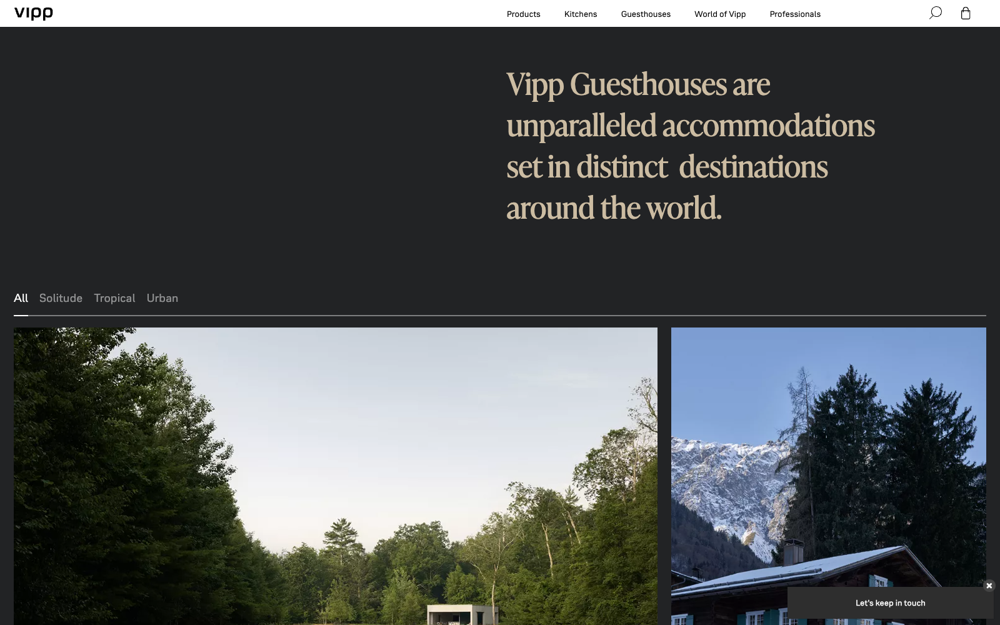 vipp
Products
Kitchens
Guesthouses
World of Vipp
Professionals
Vipp Guesthouses are
unparalleled accommodations
set in distinct  destinations
around the world.
All
Solitude
Tropical
Urban
Let's keep in touch